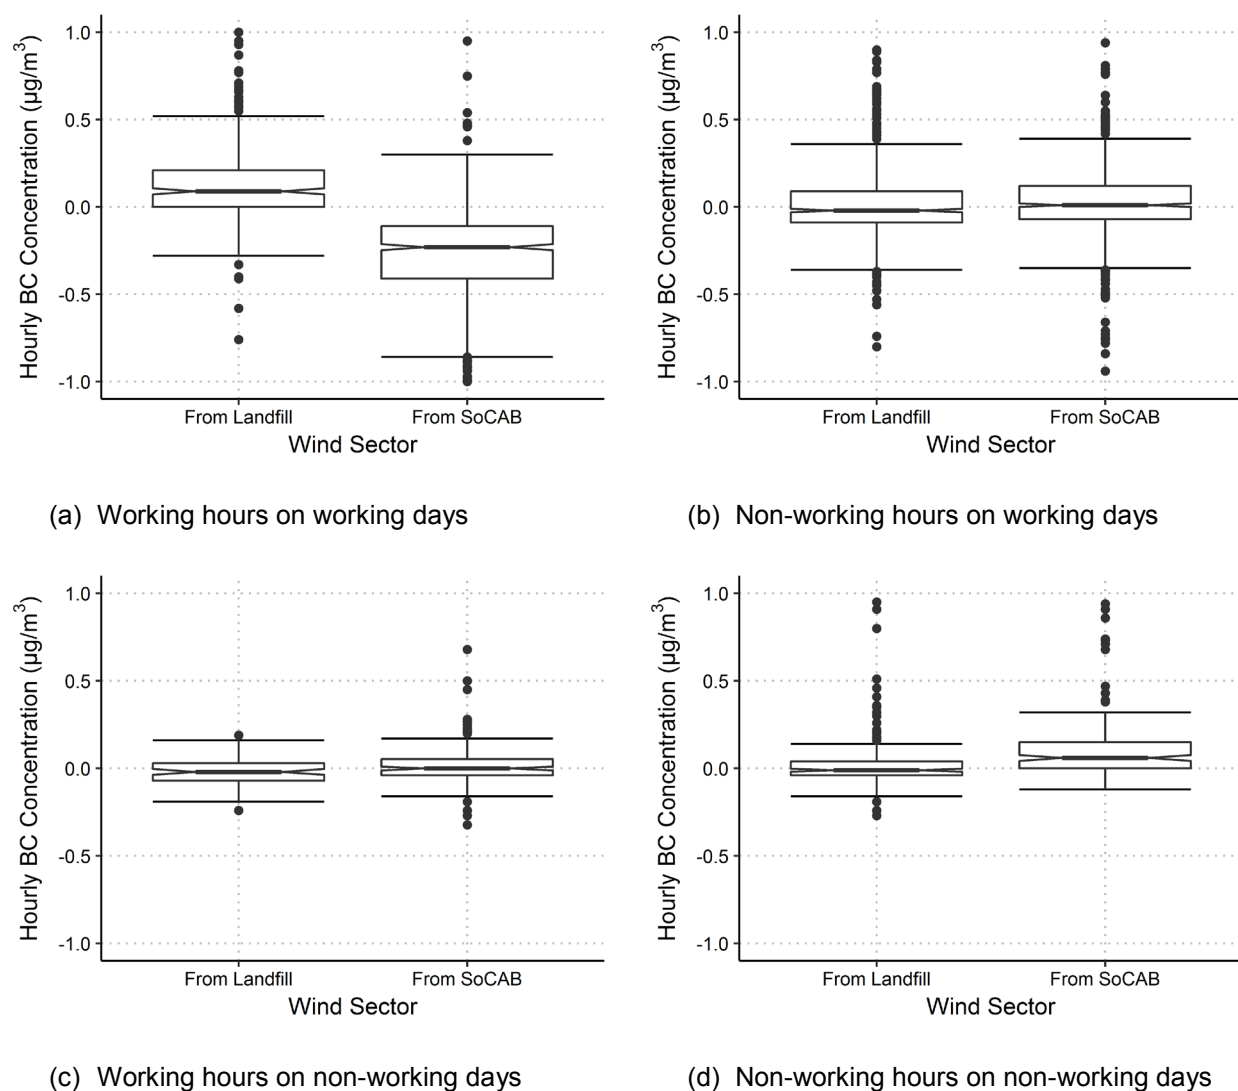 Hourly BC Concentration (µg/m³)
1.0
0.5
0.0
-0.5
-1.0
From Landfill From SoCAB
Wind Sector
(a) Working hours on working days
Hourly BC Concentration (µg/m³)
1.0
0.5
0.0
-0.5
-1.0
From Landfill From SoCAB
Wind Sector
(b) Non-working hours on working days
Hourly BC Concentration (µg/m³)
1.0
0.5
0.0
-0.5
-1.0
From Landfill From SoCAB
Wind Sector
(c) Working hours on non-working days
Hourly BC Concentration (µg/m³)
1.0
0.5
0.0
-0.5
-1.0
From Landfill From SoCAB
Wind Sector
(d) Non-working hours on non-working days